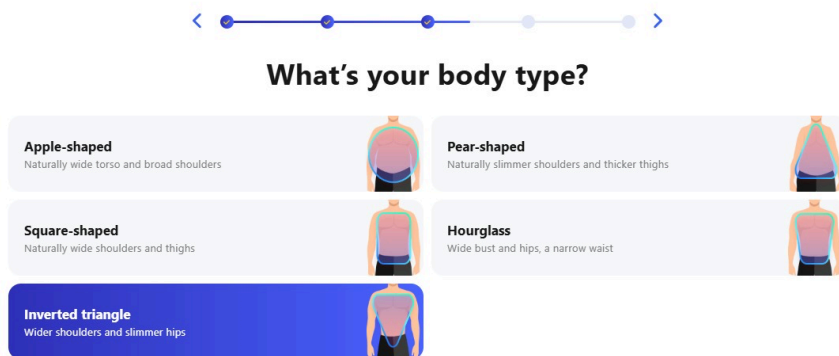 What's your body type?
Apple-shaped
Naturally wide torso and broad shoulders
Pear-shaped
Naturally slimmer shoulders and thicker thighs
Square-shaped
Naturally wide shoulders and thighs
Hourglass
Wide bust and hips, a narrow waist
Inverted triangle
Wider shoulders and slimmer hips